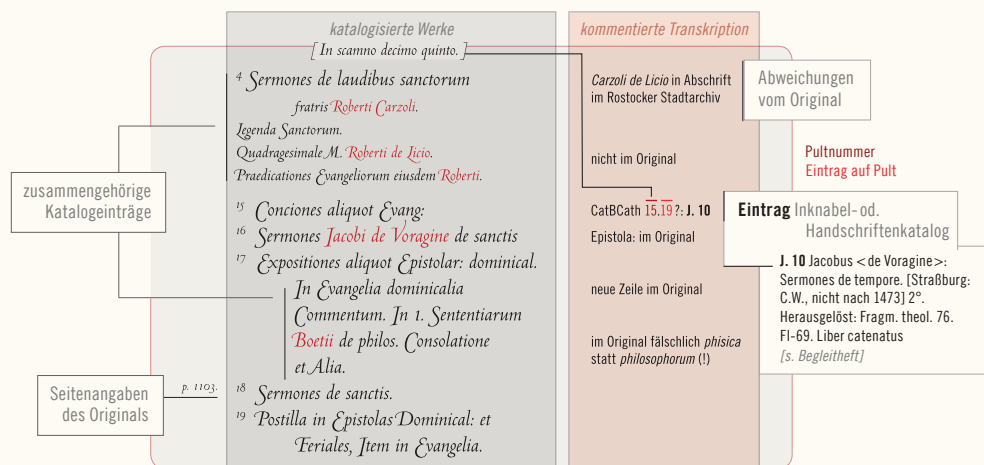 katalogisierte Werke
[In scamno decimo quinto.]
4 Sermones de laudibus sanctorum
fratris Roberti Carzoli.
Legenda Sanctorum.
Quadragesimale M. Roberti de Licio.
Praedicationes Evangeliorum eiusdem Roberti.
15 Conciones aliquot Evang:
16 Sermones Jacobi de Voragine de sanctis
17 Expositiones aliquot Epistolar: dominical.
In Evangelia dominicalia
Commentum. In 1. Sententiarum
Boetii de philos. Consolatione
et Alia.
18 Sermones de sanctis.
19 Postilla in Epistolas Dominical: et
Feriales, Item in Evangelia.
zusammengehörige
Katalogeinträge
Seitenangaben
des Originals
p. 1103.
kommentierte Transkription
Carzoli de Licio in Abschrift
im Rostocker Stadtarchiv
nicht im Original
CatBCath 15.19?: J. 10
Epistola: im Original
neue Zeile im Original
im Original fälschlich phisica
statt philosophorum (!)
Abweichungen
vom Original
Pultnummer
Eintrag auf Pult
Eintrag Inknabel- od.
Handschriftenkatalog
J. 10 Jacobus <de Voragine>:
Sermones de tempore. [Straßburg:
C.W., nicht nach 1473] 2°.
Herausgelöst: Fragm. theol. 76.
Fl-69. Liber catenatus
[s. Begleitheft]